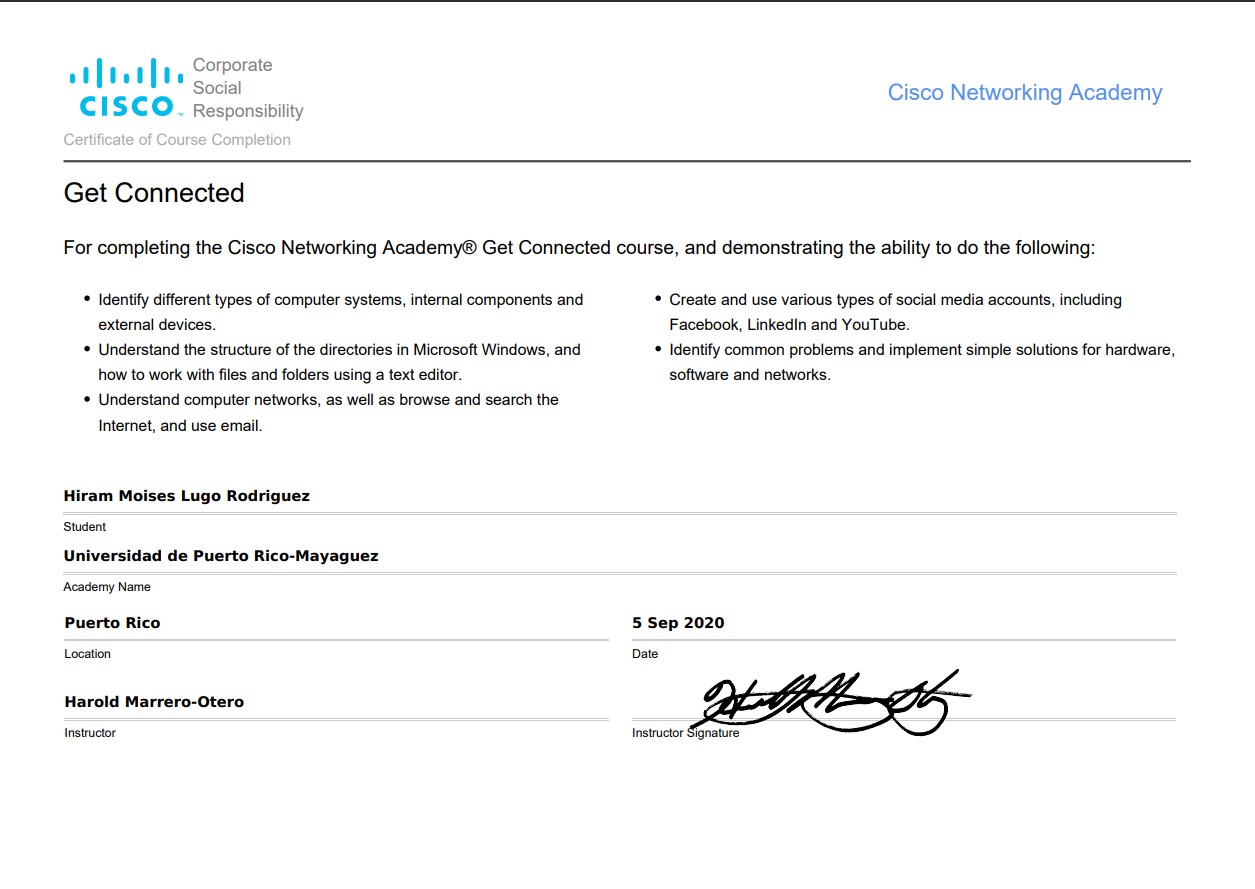 CISCO™
Corporate
Social
Responsibility
Cisco Networking Academy
Certificate of Course Completion
Get Connected
For completing the Cisco Networking Academy® Get Connected course, and demonstrating the ability to do the following:
• Identify different types of computer systems, internal components and
external devices.
• Understand the structure of the directories in Microsoft Windows, and
how to work with files and folders using a text editor.
• Understand computer networks, as well as browse and search the
Internet, and use email.
• Create and use various types of social media accounts, including
Facebook, LinkedIn and YouTube.
• Identify common problems and implement simple solutions for hardware,
software and networks.
Hiram Moises Lugo Rodriguez
Student
Universidad de Puerto Rico-Mayaguez
Academy Name
Puerto Rico
Location
5 Sep 2020
Date
Harold Marrero-Otero
Instructor
Instructor Signature